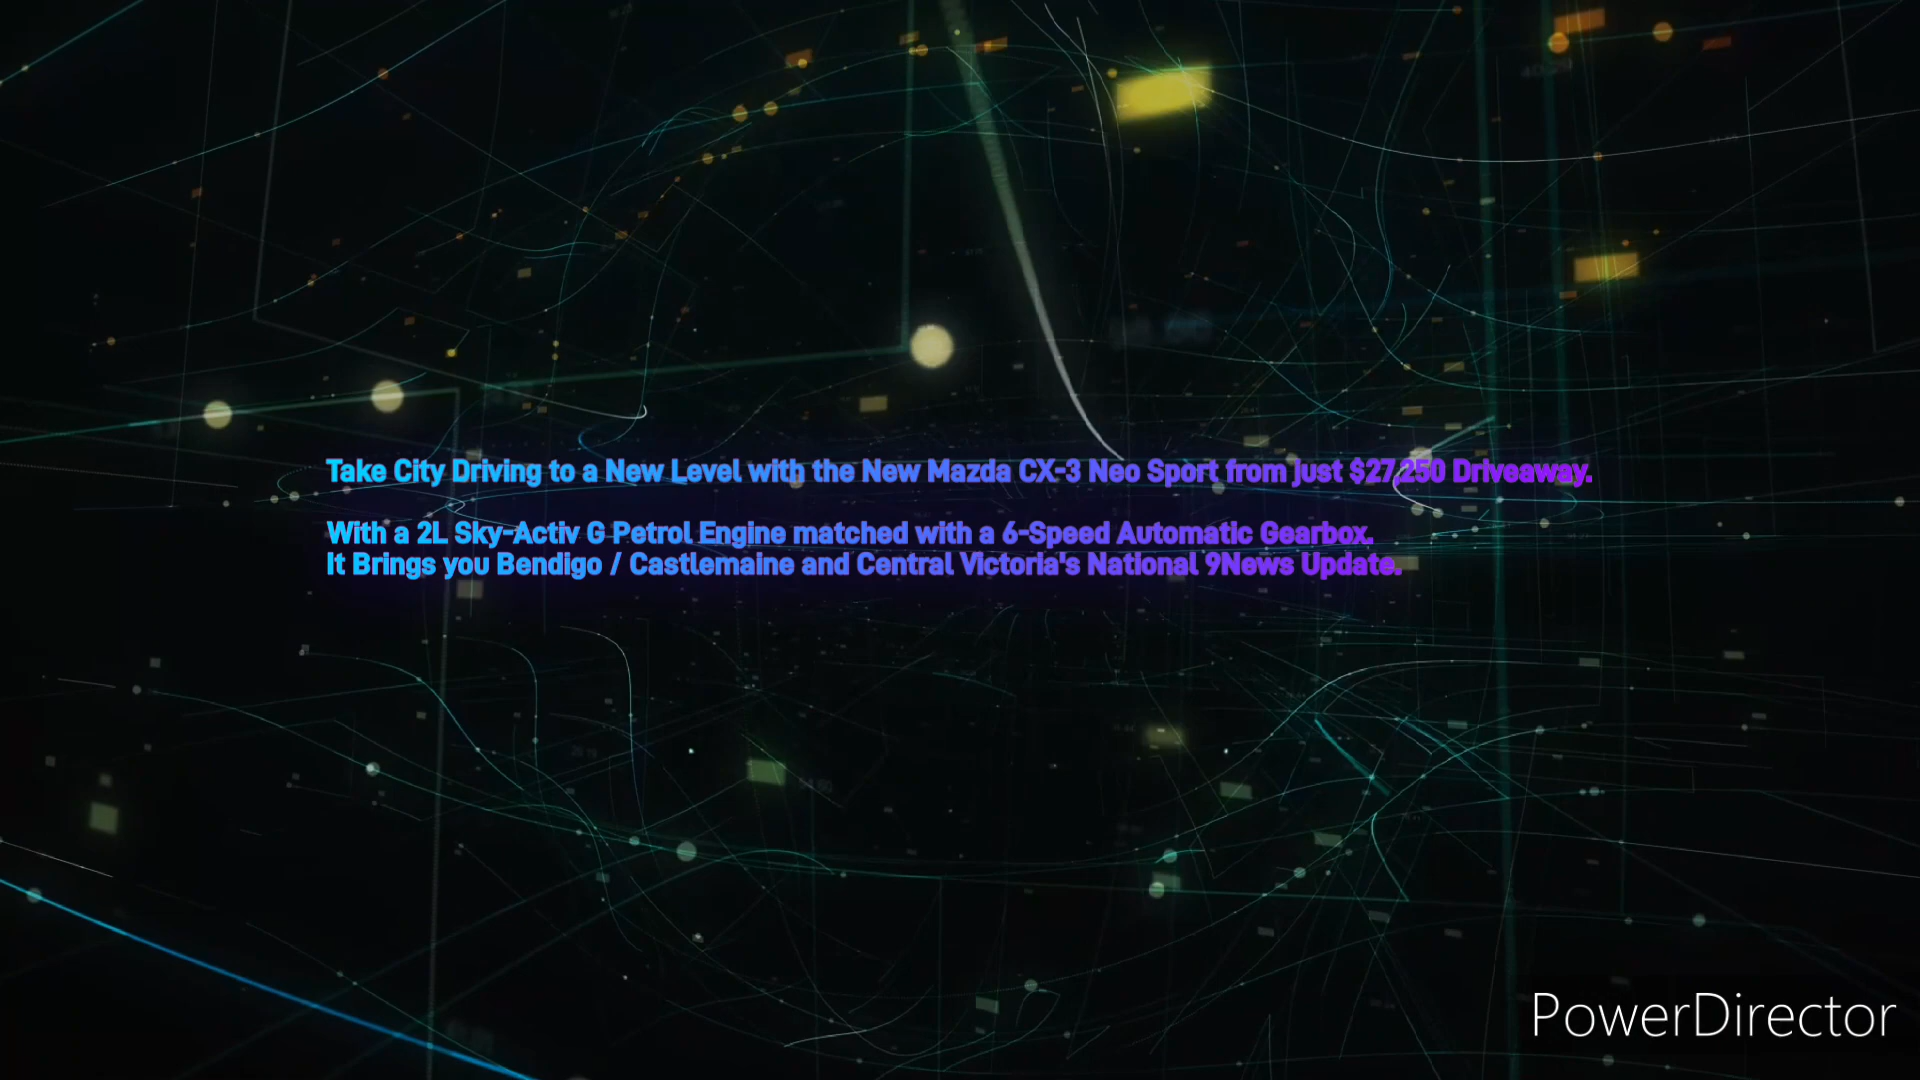 Take City Driving to a New Level with the New Mazda CX-3 Neo Sport from just $27,250 Driveaway.
With a 2L Sky-Activ G Petrol Engine matched with a 6-Speed Automatic Gearbox.
It Brings you Bendigo / Castlemaine and Central Victoria's National 9News Update.
PowerDirector